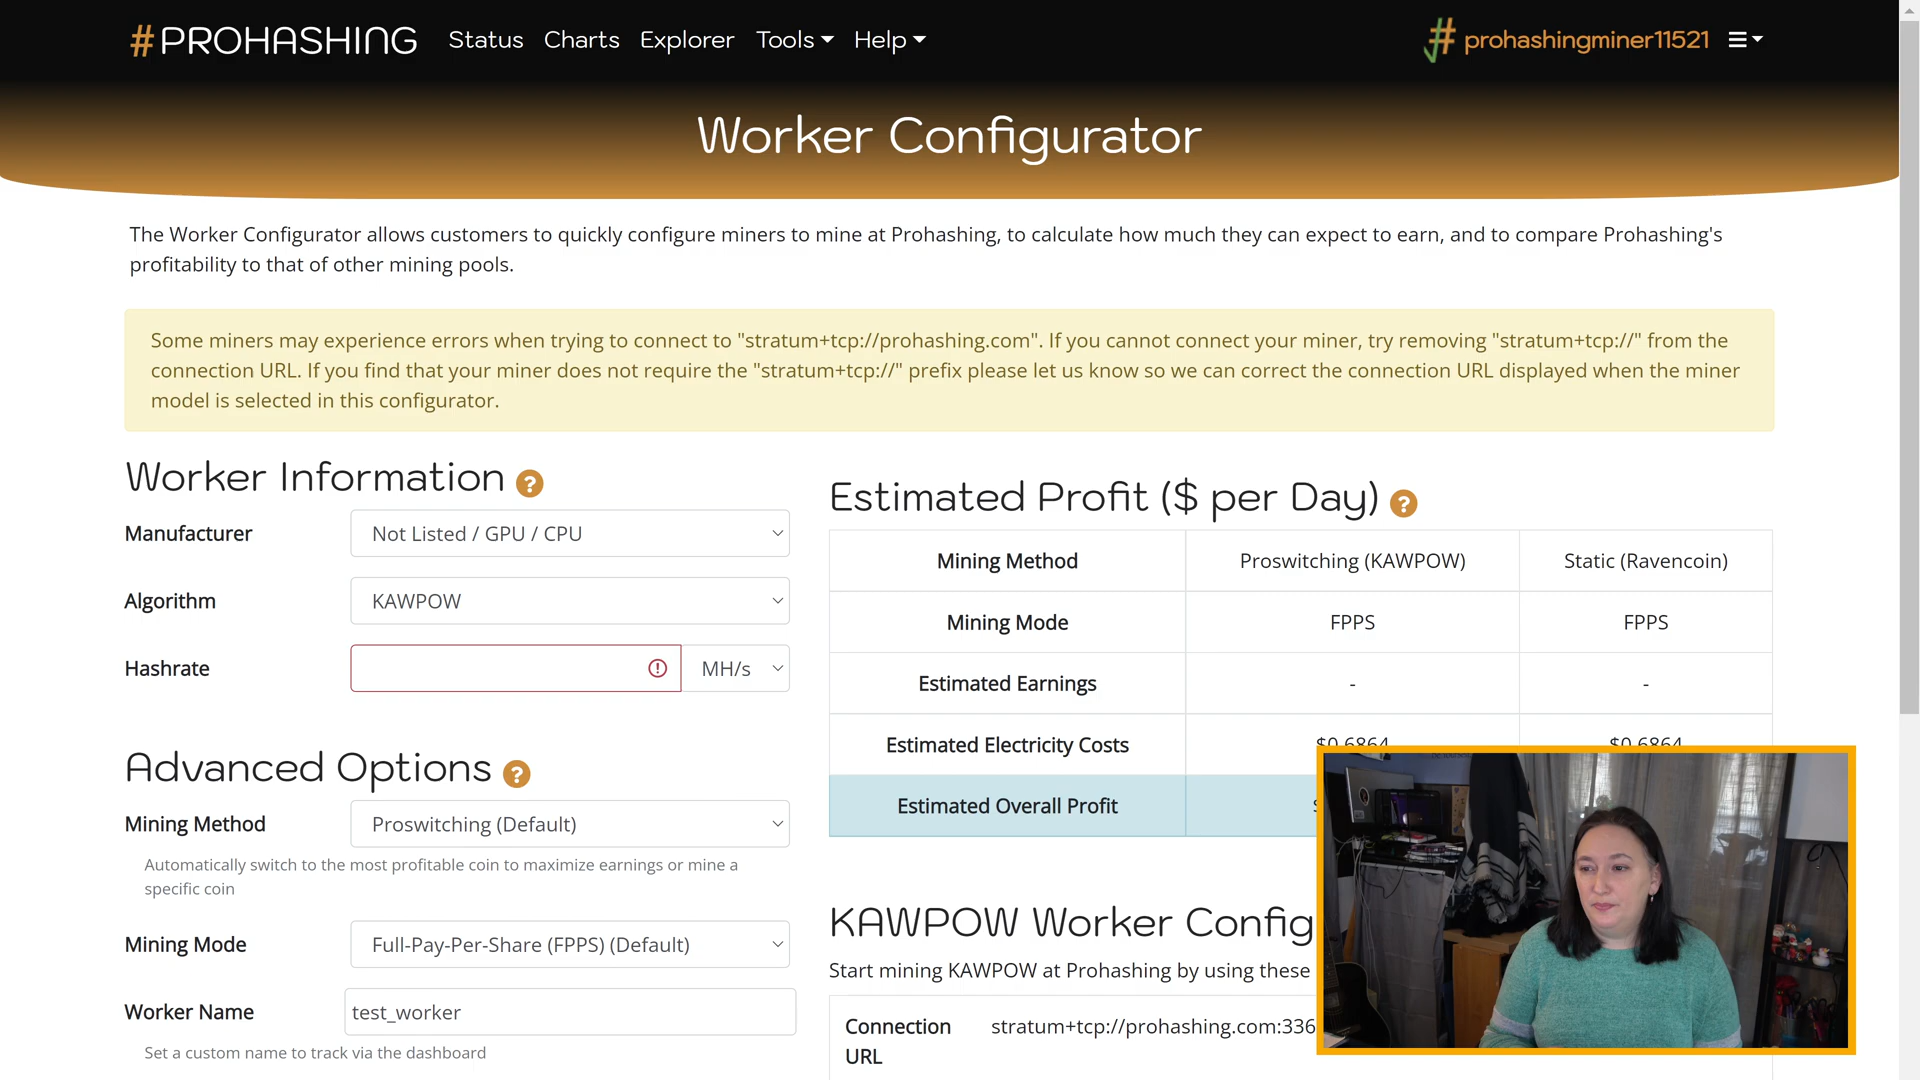 #PROHASHING Status Charts Explorer Tools Help prohashingminer11521
Worker Configurator
The Worker Configurator allows customers to quickly configure miners to mine at Prohashing, to calculate how much they can expect to earn, and to compare Prohashing's
profitability to that of other mining pools.
Some miners may experience errors when trying to connect to "stratum+tcp://prohashing.com". If you cannot connect your miner, try removing "stratum+tcp://" from the
connection URL. If you find that your miner does not require the "stratum+tcp://" prefix please let us know so we can correct the connection URL displayed when the miner
model is selected in this configurator.
Worker Information ?
Manufacturer Not Listed / GPU / CPU
Algorithm KAWPOW
Hashrate MH/s
Advanced Options ?
Mining Method Proswitching (Default)
Automatically switch to the most profitable coin to maximize earnings or mine a
specific coin
Mining Mode Full-Pay-Per-Share (FPPS) (Default)
Worker Name test_worker
Set a custom name to track via the dashboard
Estimated Profit ($ per Day) ?
Mining Method Proswitching (KAWPOW) Static (Ravencoin)
Mining Mode FPPS FPPS
Estimated Earnings - -
Estimated Electricity Costs $0.6864 $0.6864
Estimated Overall Profit
KAWPOW Worker Config
Start mining KAWPOW at Prohashing by using these
Connection stratum+tcp://prohashing.com:336
URL